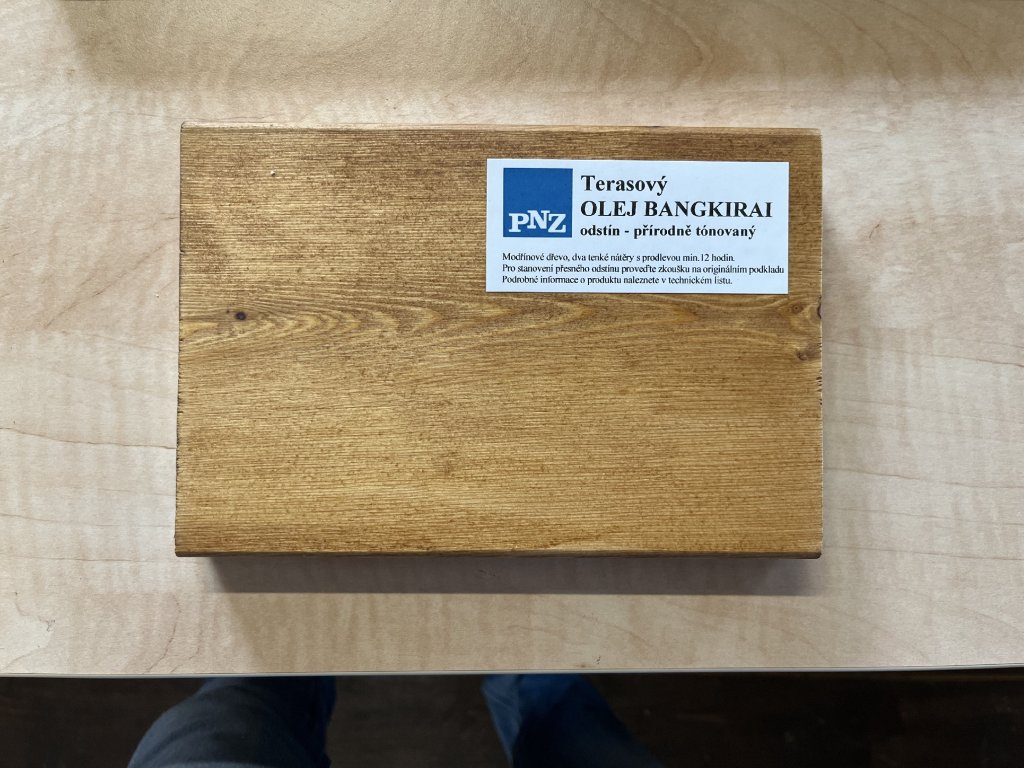 PNZ
Terasový
OLEJ BANGKIRAI
odstín - přírodně tónovaný
Modřínové dřevo, dva tenké nátěry s prodlevou min.12 hodin.
Pro stanovení přesného odstínu proveďte zkoušku na originálním podkladu
Podrobné informace o produktu naleznete v technickém listu.